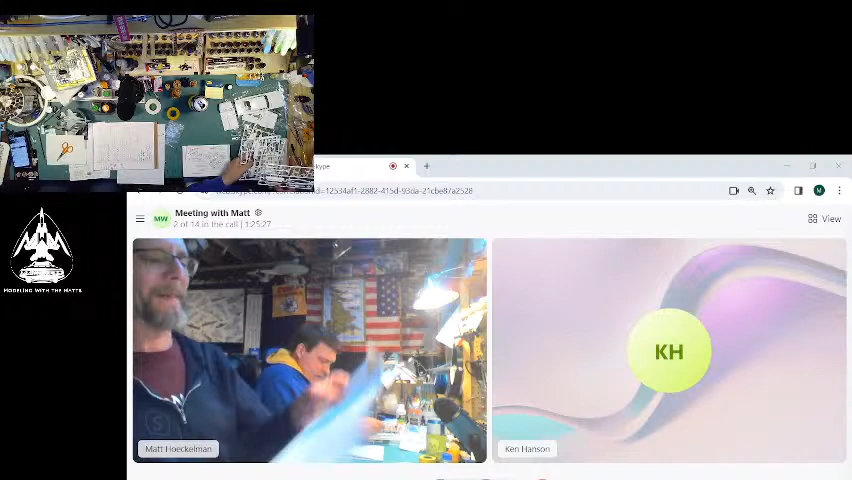 Meeting with Matt
MW
2 of 14 in the call | 1:25:27
View
MODELING WITH THE MATTS
KH
Matt Hoeckelman
Ken Hanson